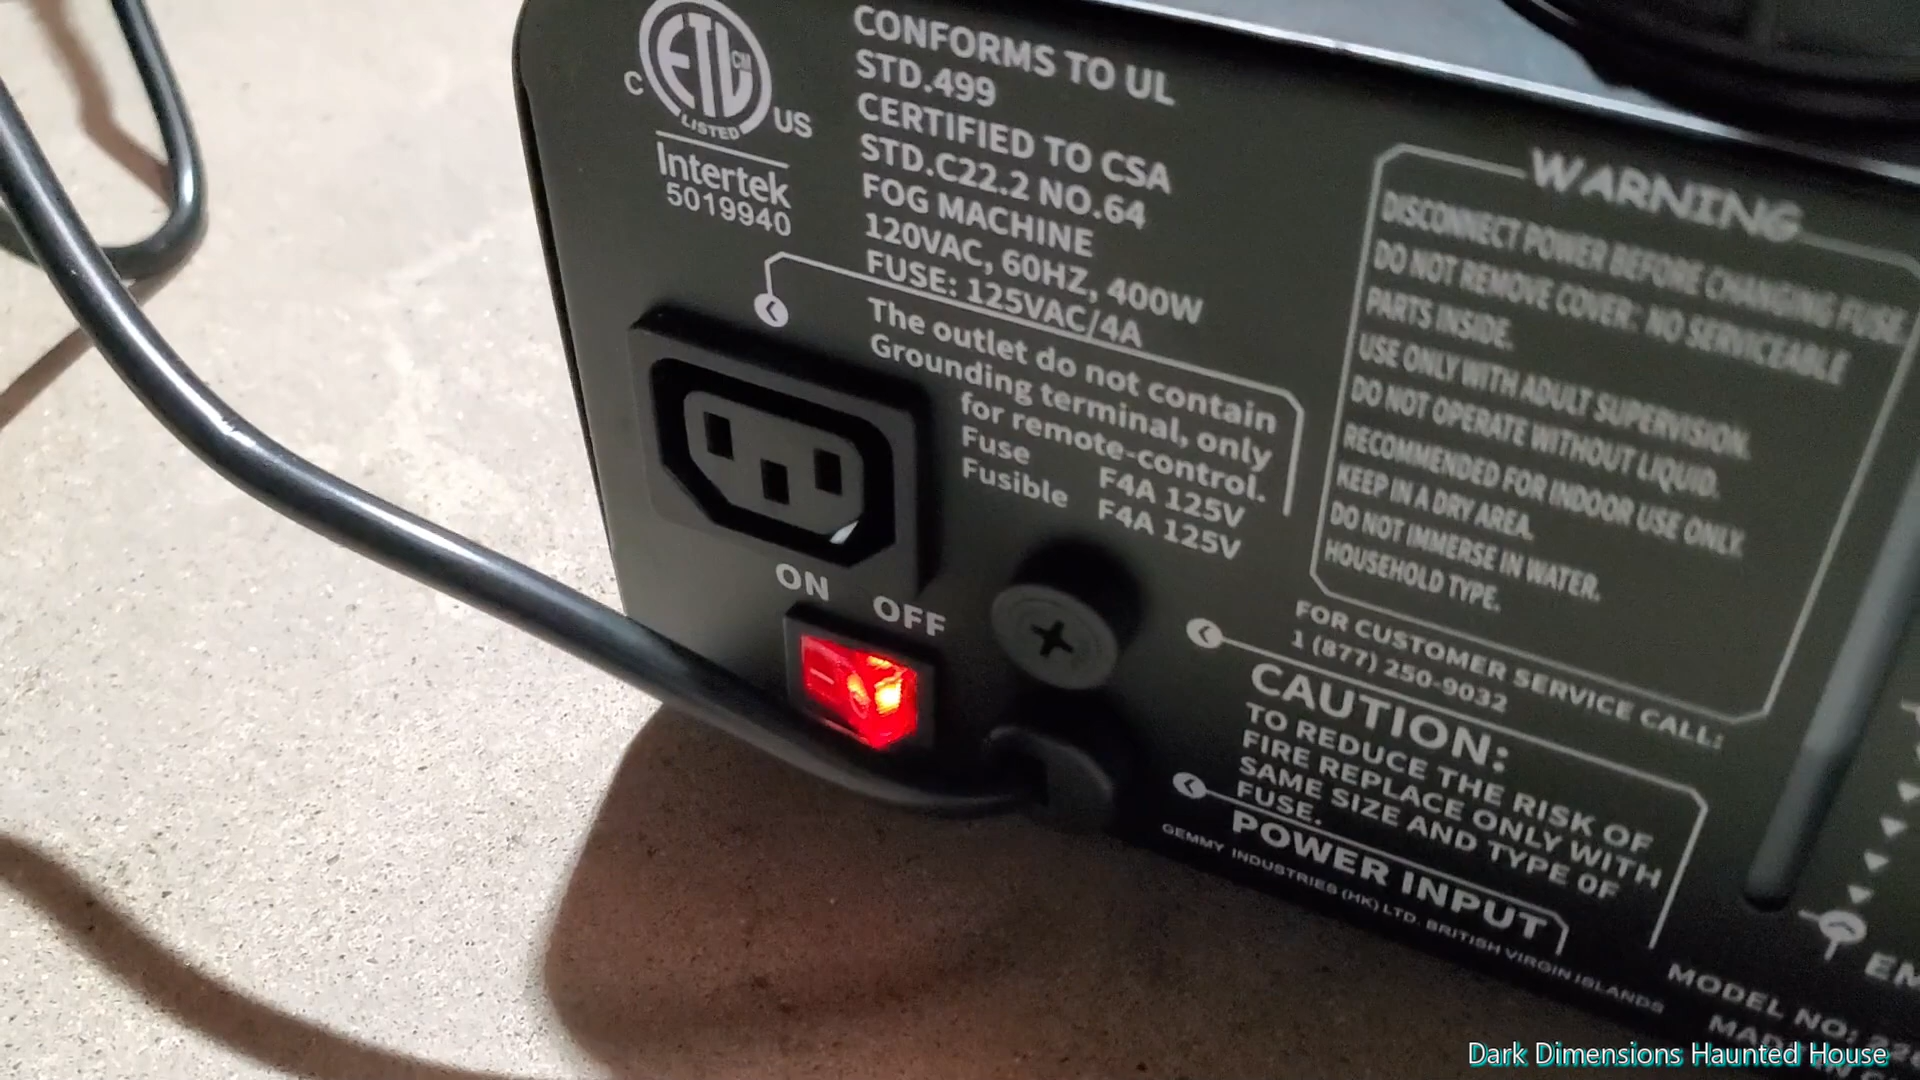 C ETL CM US
LISTED
Intertek
5019940
CONFORMS TO UL
STD.499
CERTIFIED TO CSA
STD.C22.2 NO.64
FOG MACHINE
120VAC, 60HZ, 400W
FUSE: 125VAC/4A
The outlet do not contain
Grounding terminal, only
for remote-control.
Fuse F4A 125V
Fusible F4A 125V
ON OFF
WARNING
DISCONNECT POWER BEFORE CHANGING FUSE.
DO NOT REMOVE COVER: NO SERVICEABLE
PARTS INSIDE.
USE ONLY WITH ADULT SUPERVISION.
DO NOT OPERATE WITHOUT LIQUID.
RECOMMENDED FOR INDOOR USE ONLY.
KEEP IN A DRY AREA.
DO NOT IMMERSE IN WATER.
HOUSEHOLD TYPE.
FOR CUSTOMER SERVICE CALL:
1 (877) 250-9032
CAUTION:
TO REDUCE THE RISK OF
FIRE REPLACE ONLY WITH
SAME SIZE AND TYPE OF
FUSE.
POWER INPUT
GEMMY INDUSTRIES (HK) LTD. BRITISH VIRGIN ISLANDS
MODEL NO:
Dark Dimensions Haunted House